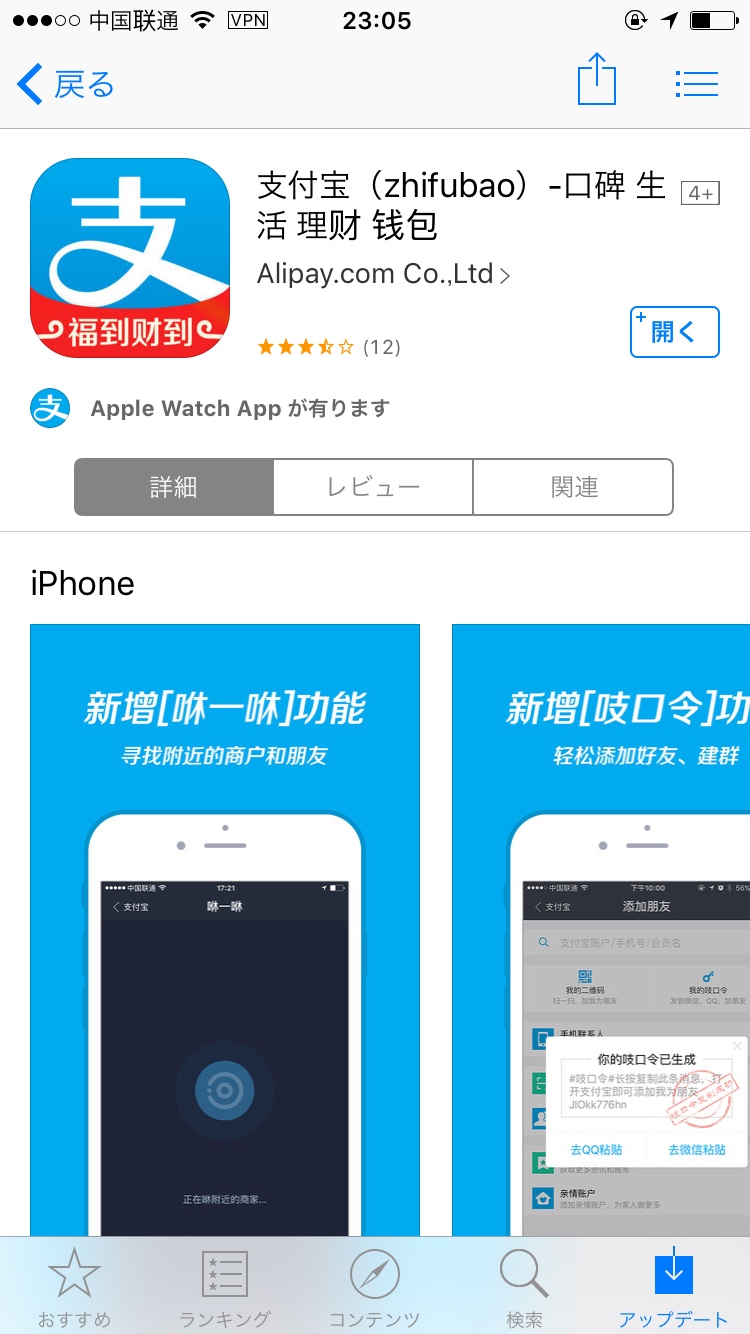 中国联通 VPN 23:05
戻る
支付宝（zhifubao）-口碑 生
活 理财 钱包
4+
Alipay.com Co.,Ltd
(12)
+開く
支
福到财到
支
Apple Watch App が有ります
詳細 レビュー 関連
iPhone
新增[咻一咻]功能
寻找附近的商户和朋友
中国联通 17:21
支付宝 咻一咻
正在咻附近的商家...
新增[吱口令]功
轻松添加好友、建群
中国联通 下午10:00 56%
支付宝 添加朋友
支付宝账户/手机号/会员名
我的二维码 我的吱口令
扫一扫，加我为朋友 发到微信、QQ，加朋友
手机联系人
你的吱口令已生成
#吱口令#长按复制此条消息，打
开支付宝即可添加我为朋友
JIOkk776hn
吱口令复制成功
去QQ粘贴 去微信粘贴
获取更多资讯和服务
亲情账户
添加亲情账户，为家人做更多
おすすめ ランキング コンテンツ 検索 アップデート